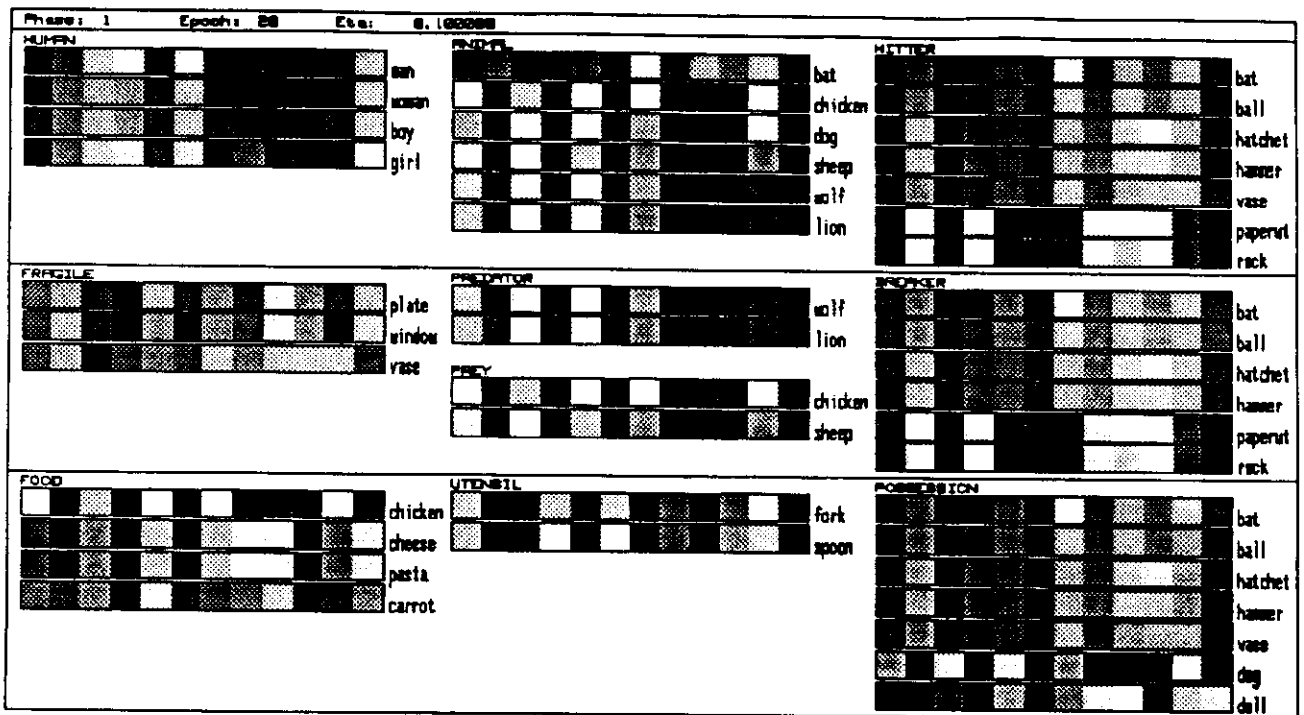 Phase: 1 Epoch: 20 Eta: 0.100000
HUMAN
man
woman
boy
girl
ANIMAL
bat
chicken
dog
sheep
wolf
lion
HITTER
bat
ball
hatchet
hammer
vase
paperwt
rock
FRAGILE
plate
window
vase
PREDATOR
wolf
lion
PREY
chicken
sheep
BREAKER
bat
ball
hatchet
hammer
paperwt
rock
FOOD
chicken
cheese
pasta
carrot
UTENSIL
fork
spoon
POSSESSION
bat
ball
hatchet
hammer
vase
dog
doll